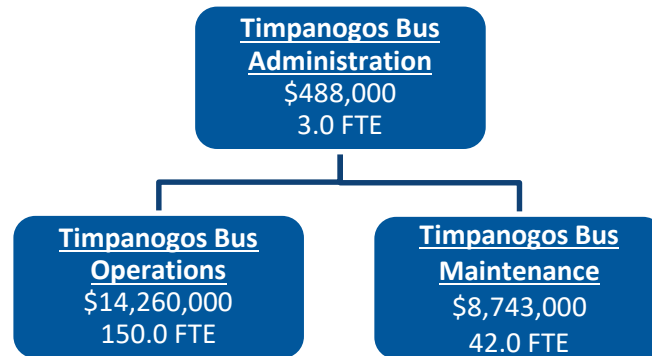 Timpanogos Bus
Administration
$488,000
3.0 FTE
Timpanogos Bus
Operations
$14,260,000
150.0 FTE
Timpanogos Bus
Maintenance
$8,743,000
42.0 FTE